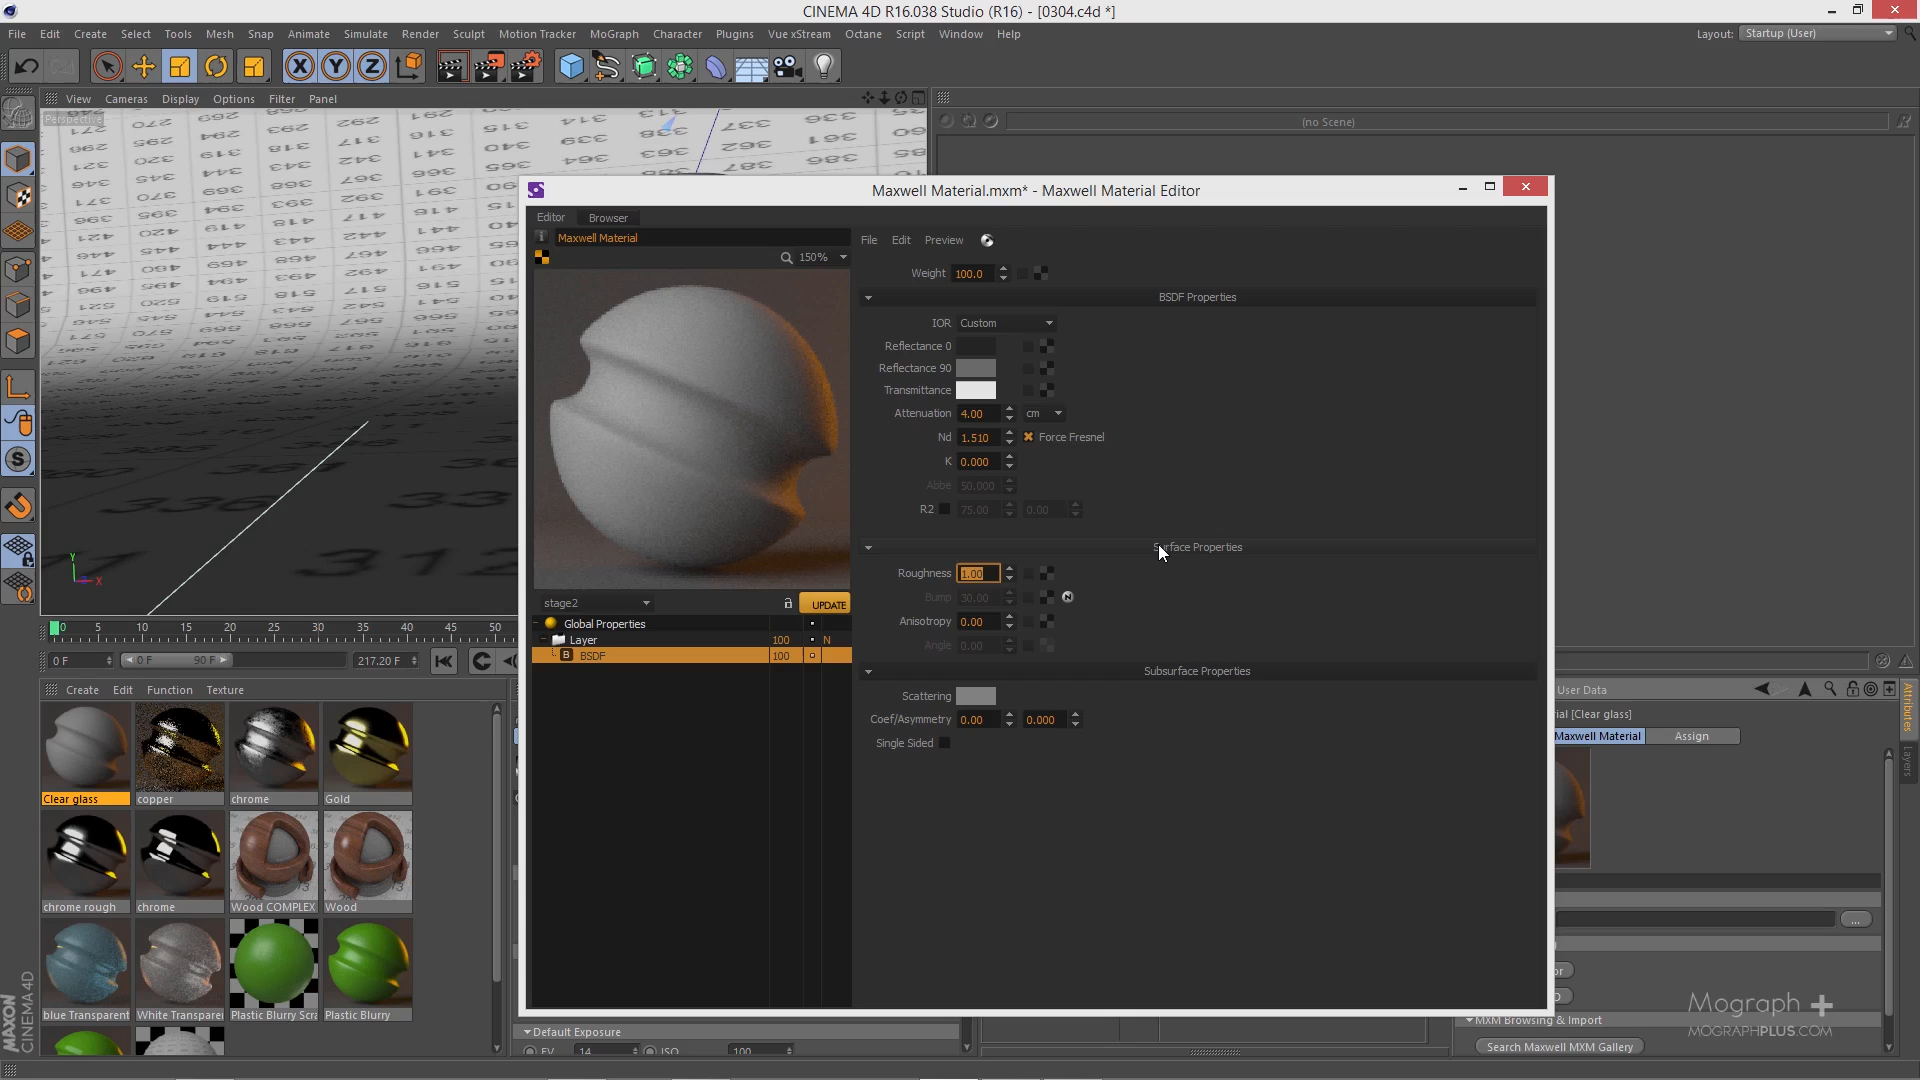 CINEMA 4D R16.038 Studio (R16) - [0304.c4d *]
File Edit Create Select Tools Mesh Snap Animate Simulate Render Sculpt Motion Tracker MoGraph Character Plugins Vue xStream Octane Script Window Help
Layout: Startup (User)
View Cameras Display Options Filter Panel
Perspective
(no Scene)
Maxwell Material.mxm* - Maxwell Material Editor
Editor Browser
Maxwell Material
150%
File Edit Preview
Weight 100.0
BSDF Properties
IOR Custom
Reflectance 0
Reflectance 90
Transmittance
Attenuation 4.00 cm
Nd 1.510 Force Fresnel
K 0.000
Abbe 50.000
R2 75.00 0.00
Surface Properties
Roughness 1.00
Bump 30.00
Anisotropy 0.00
Angle 0.00
Subsurface Properties
Scattering
Coef/Asymmetry 0.00 0.000
Single Sided
stage2 UPDATE
Global Properties
Layer 100 N
B BSDF 100
0 5 10 15 20 25 30 35 40 45 50
0 F 0 F 90 F 217.20 F
Create Edit Function Texture
Clear glass copper chrome Gold
chrome rough chrome Wood COMPLEX Wood
blue Transparent White Transparer Plastic Blurry Scra Plastic Blurry
MAXON
CINEMA 4D
Default Exposure
EV 14 ISO 100
User Data
ial [Clear glass]
Maxwell Material Assign
Attributes
Layers
...
MXM Browsing & Import
Search Maxwell MXM Gallery
Mograph +
MOGRAPHPLUS.COM